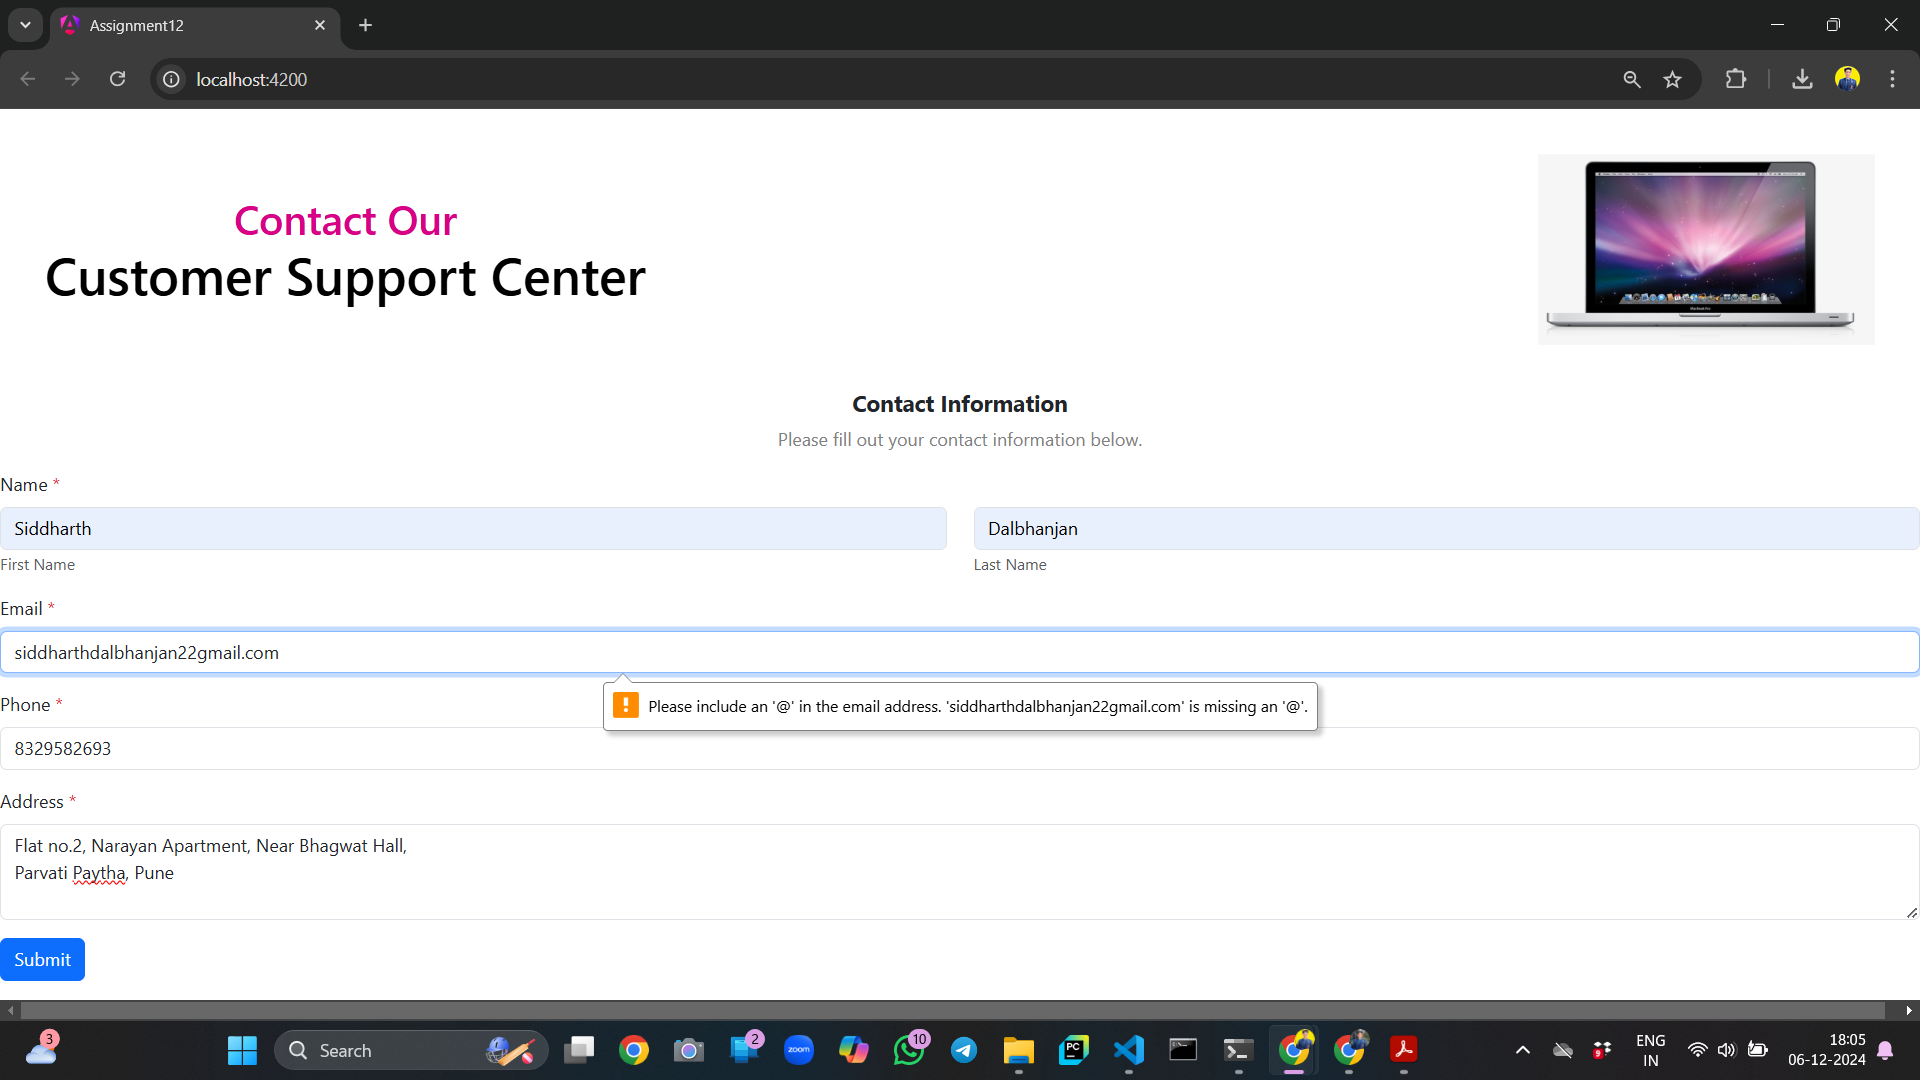 Assignment12
localhost:4200
Contact Our
Customer Support Center
Contact Information
Please fill out your contact information below.
Name *
Siddharth
Dalbhanjan
First Name
Last Name
Email *
siddharthdalbhanjan22gmail.com
Please include an '@' in the email address. 'siddharthdalbhanjan22gmail.com' is missing an '@'.
Phone *
8329582693
Address *
Flat no.2, Narayan Apartment, Near Bhagwat Hall,
Parvati Paytha, Pune
Submit
3
Search
2
zoom
10
PC
9
ENG
IN
18:05
06-12-2024